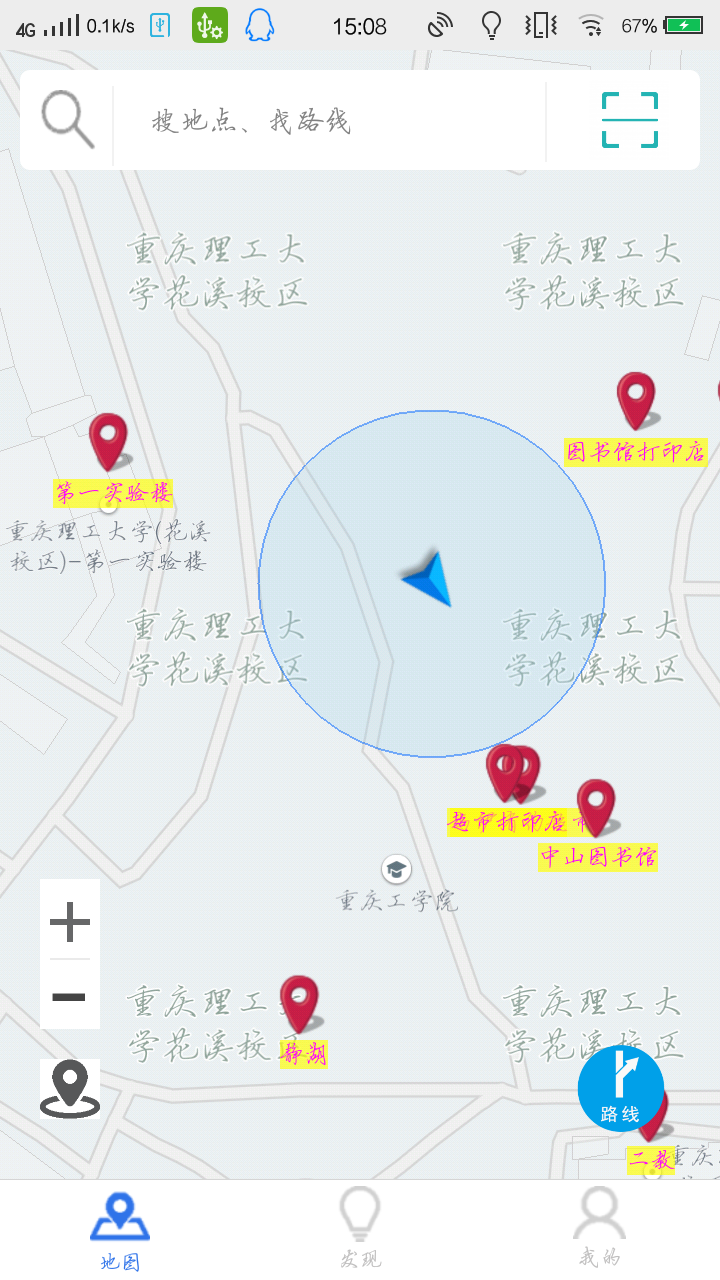 4G 0.1k/s 15:08 67%
搜地点、找路线
重庆理工大
学花溪校区
重庆理工大
学花溪校区
图书馆打印店
第一实验楼
重庆理工大学(花溪
校区)-第一实验楼
重庆理工大
学花溪校区
重庆理工大
学花溪校区
超市打印店
中山图书馆
重庆工学院
重庆理工
学花溪校区
重庆理工大
学花溪校区
静湖
路线
二教
重庆
地图
发现
我的